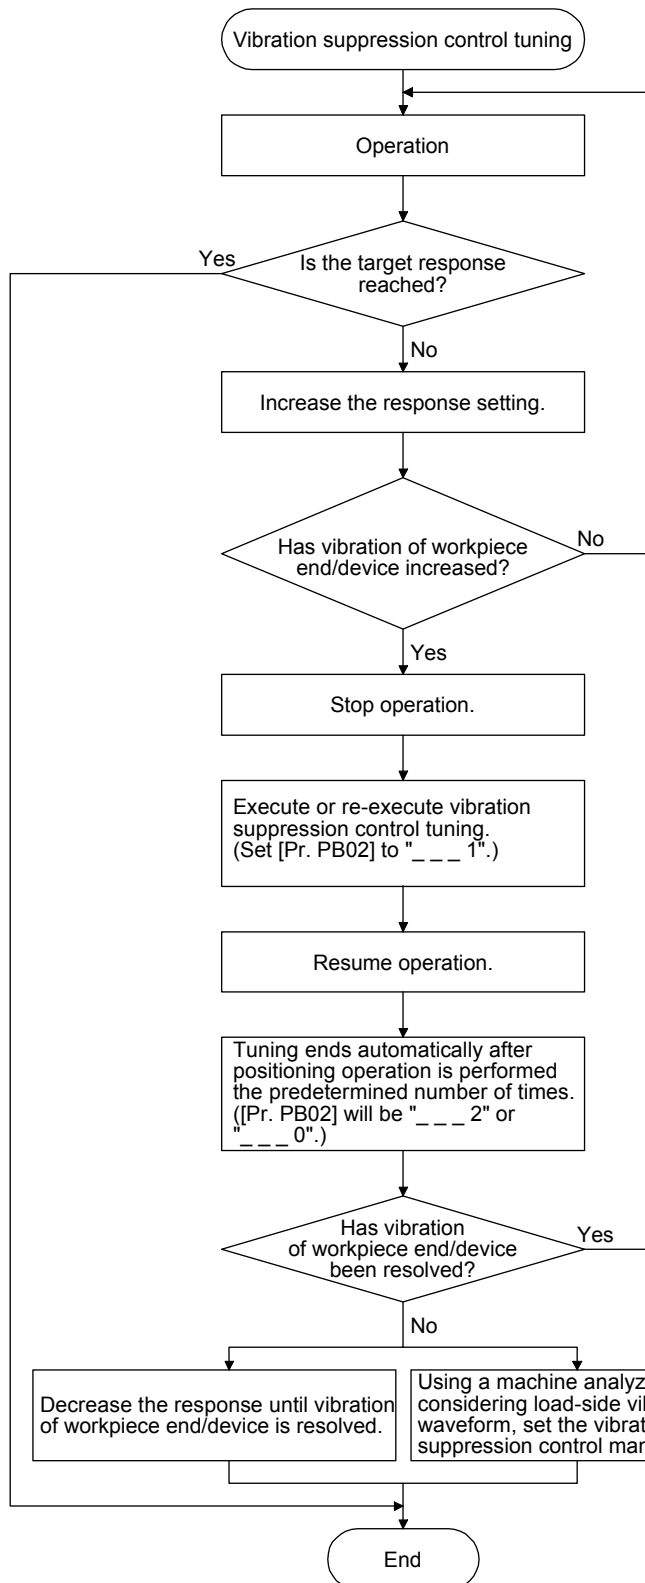 Vibration suppression control tuning
Operation
Yes
Is the target response
reached?
No
Increase the response setting.
Has vibration of workpiece
end/device increased?
No
Yes
Stop operation.
Execute or re-execute vibration
suppression control tuning.
(Set [Pr. PB02] to "_ _ _ 1".)
Resume operation.
Tuning ends automatically after
positioning operation is performed
the predetermined number of times.
([Pr. PB02] will be "_ _ _ 2" or
"_ _ _ 0".)
Has vibration
of workpiece end/device
been resolved?
Yes
No
Decrease the response until vibration
of workpiece end/device is resolved.
Using a machine
considering load-side
waveform, set the
suppression control
End